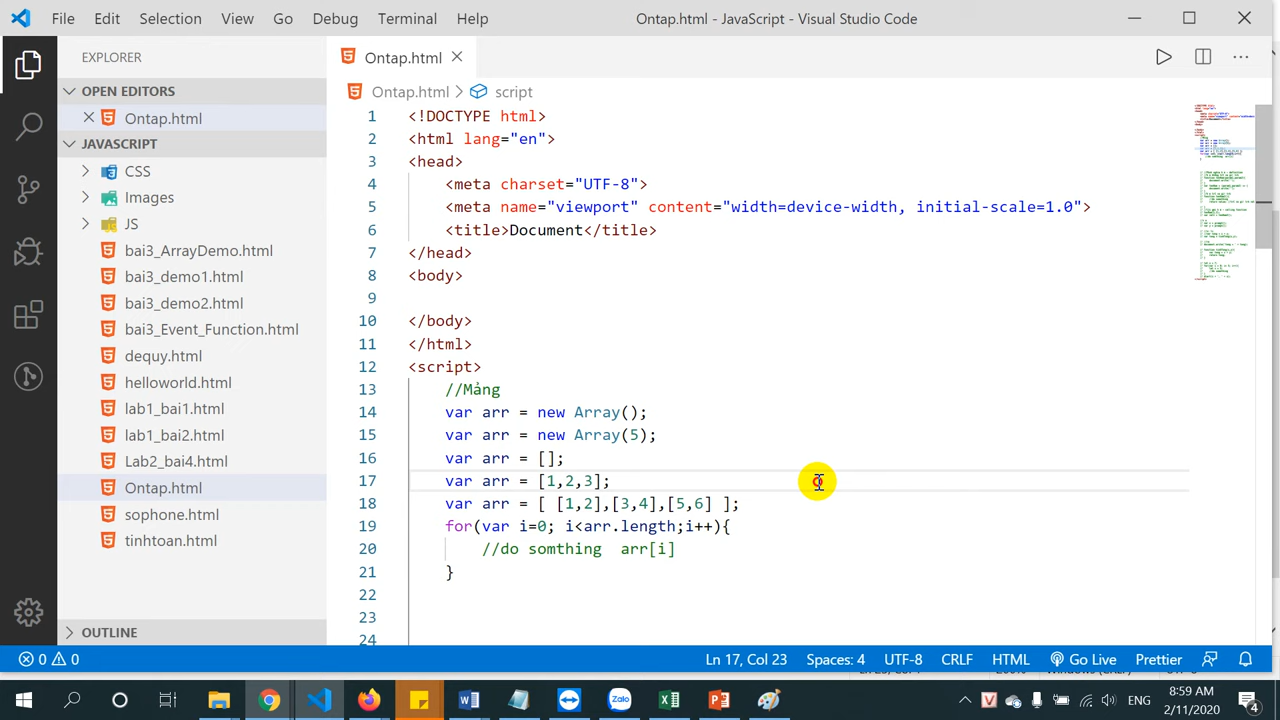 File Edit Selection View Go Debug Terminal Help Ontap.html - JavaScript - Visual Studio Code
EXPLORER
OPEN EDITORS
Ontap.html
JAVASCRIPT
CSS
Images
JS
bai3_ArrayDemo.html
bai3_demo1.html
bai3_demo2.html
bai3_Event_Function.html
dequy.html
helloworld.html
lab1_bai1.html
lab1_bai2.html
Lab2_bai4.html
Ontap.html
sophone.html
tinhtoan.html
OUTLINE
Ontap.html
Ontap.html > script
1 <!DOCTYPE html>
2 <html lang="en">
3 <head>
4 <meta charset="UTF-8">
5 <meta name="viewport" content="width=device-width, initial-scale=1.0">
6 <title>Document</title>
7 </head>
8 <body>
9
10 </body>
11 </html>
12 <script>
13 //Mảng
14 var arr = new Array();
15 var arr = new Array(5);
16 var arr = [];
17 var arr = [1,2,3];
18 var arr = [ [1,2],[3,4],[5,6] ];
19 for(var i=0; i<arr.length;i++){
20 //do somthing arr[i]
21 }
22
23
24
0 0 Ln 17, Col 23 Spaces: 4 UTF-8 CRLF HTML Go Live Prettier
ENG 8:59 AM
2/11/2020
4